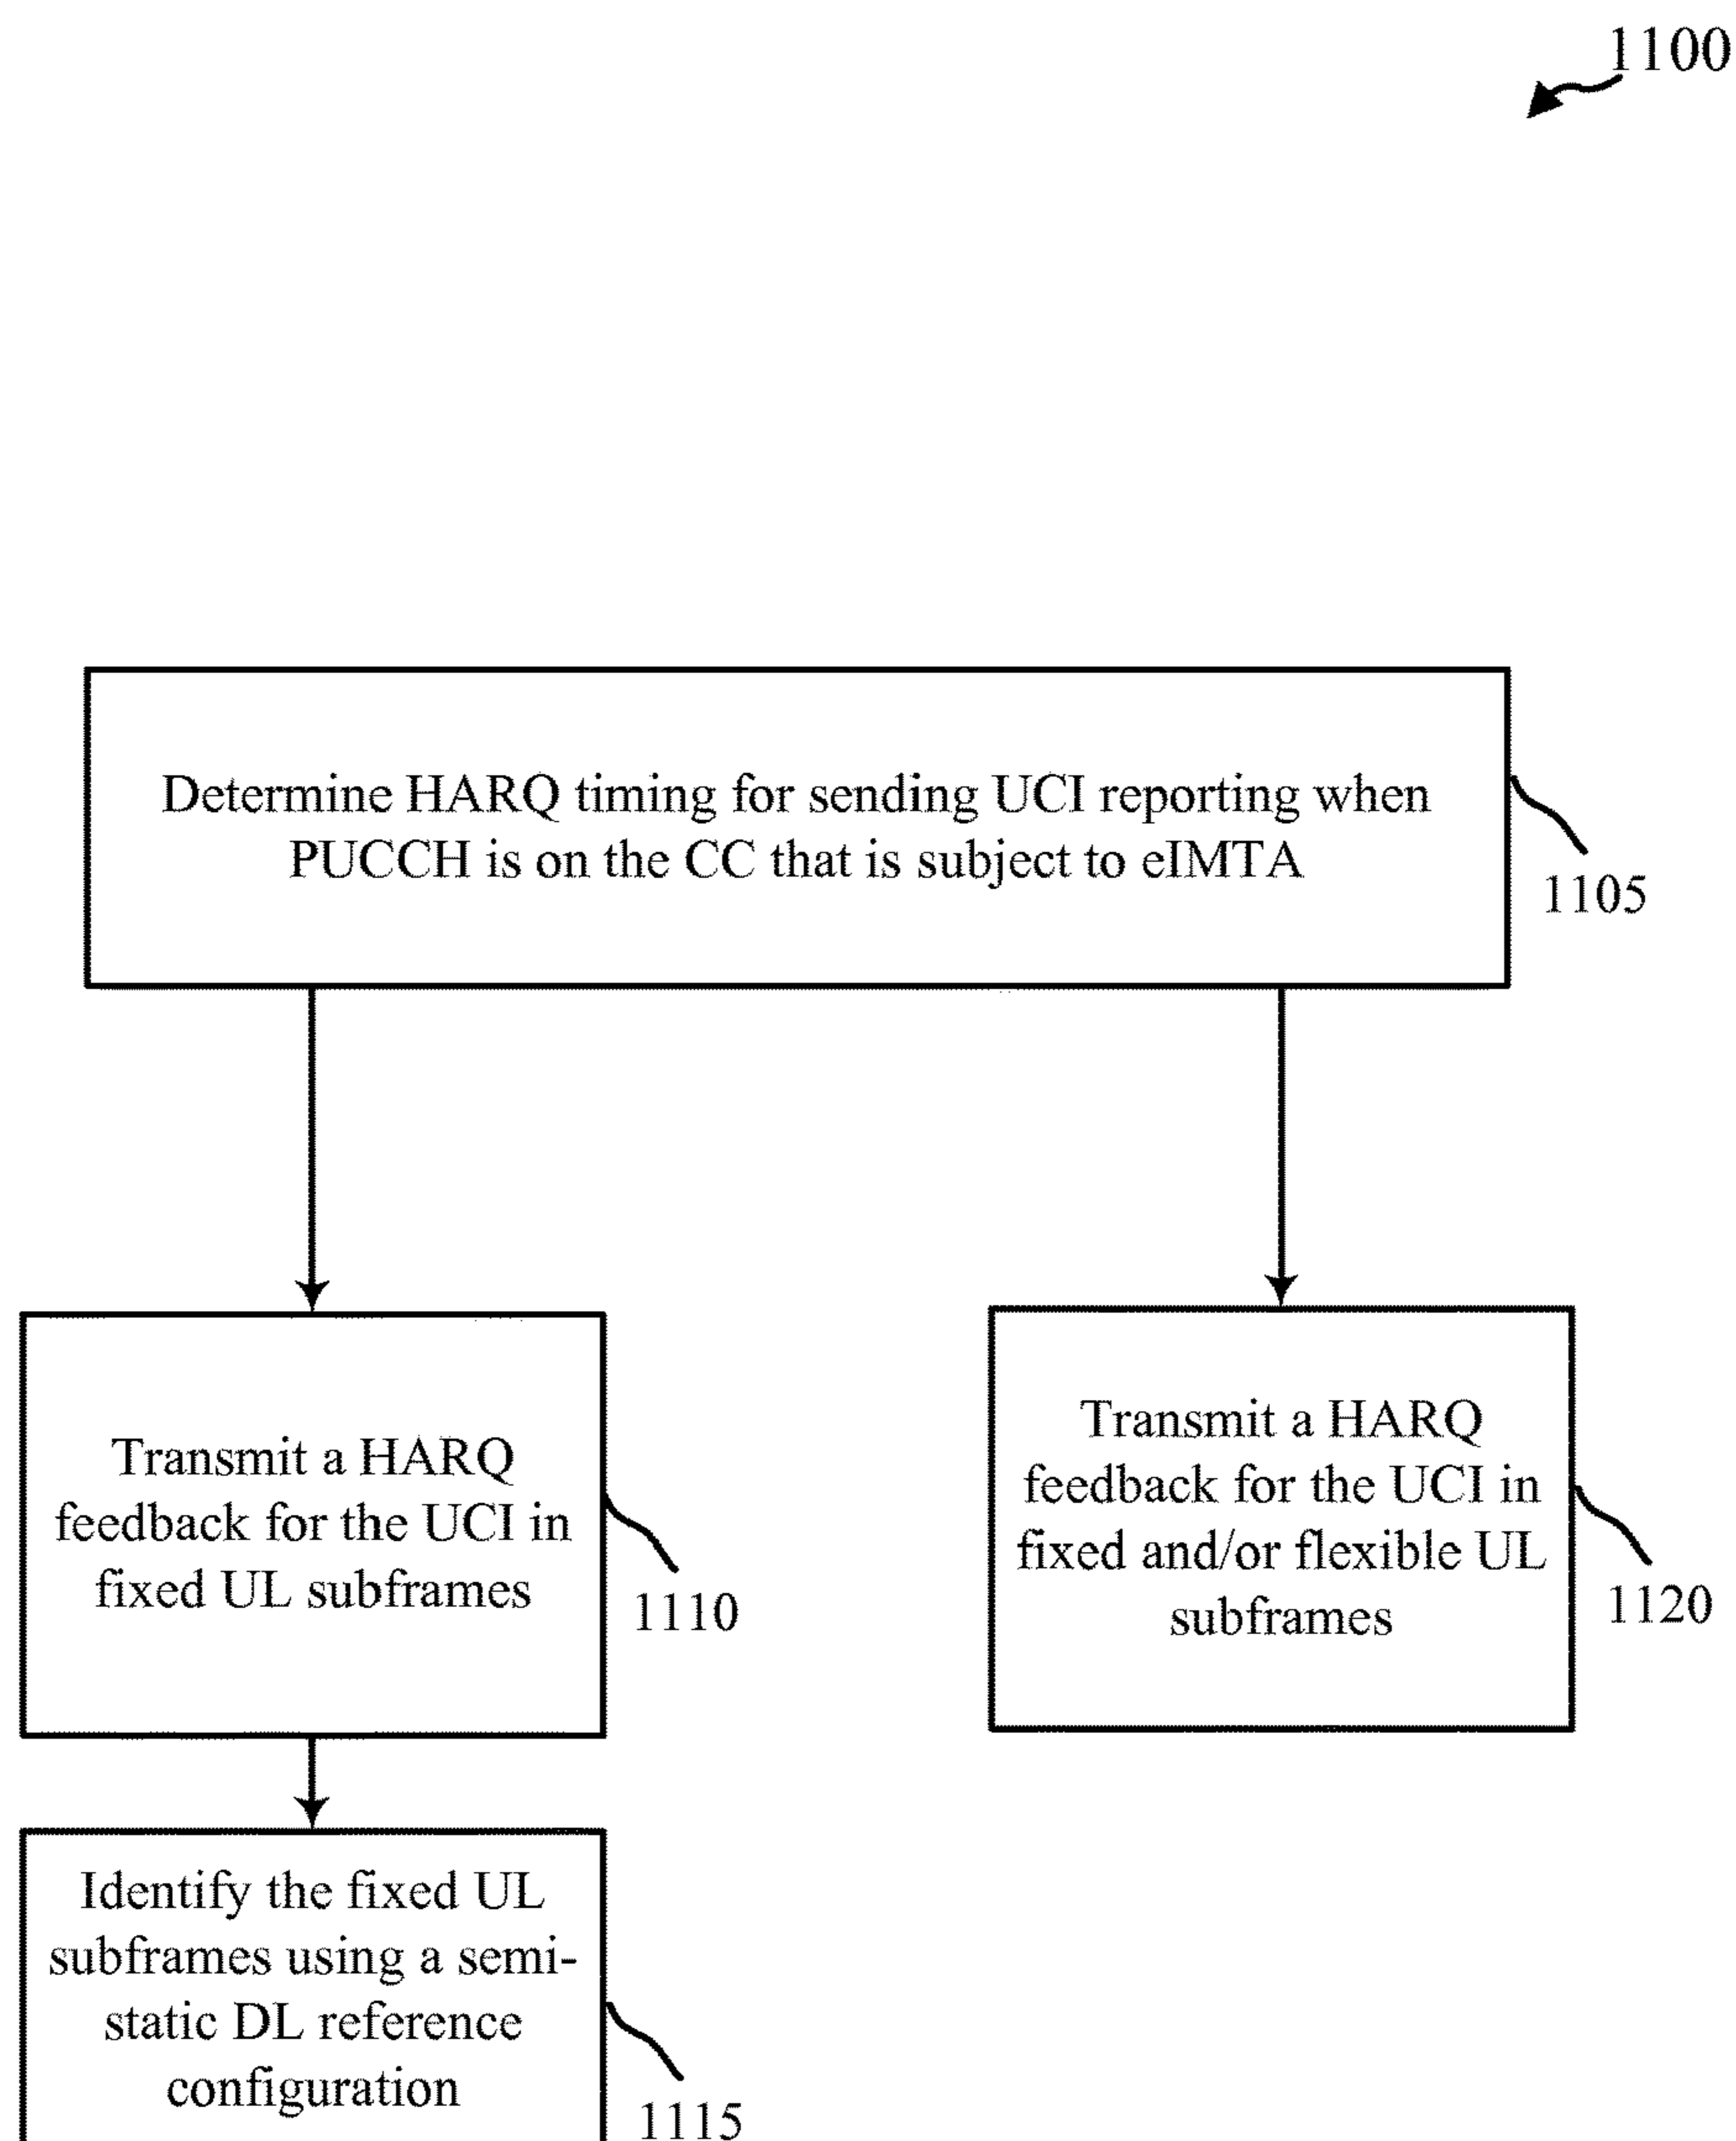 1100
Determine HARQ timing for sending UCI reporting when
PUCCH is on the CC that is subject to eIMTA
1105
Transmit a HARQ
feedback for the UCI in
fixed UL subframes
1110
Transmit a HARQ
feedback for the UCI in
fixed and/or flexible UL
subframes
1120
Identify the fixed UL
subframes using a semi-
static DL reference
configuration
1115